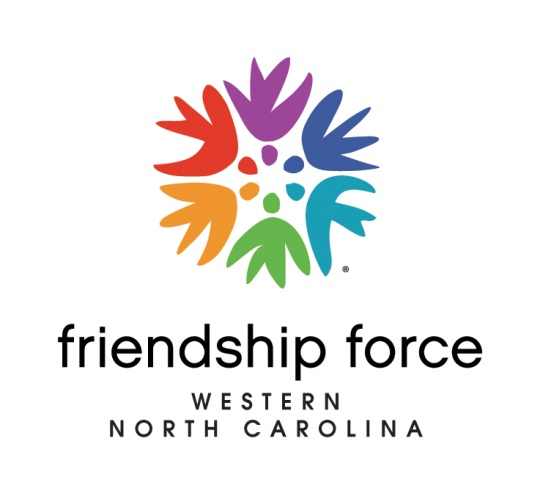 ®
friendship force
WESTERN
NORTH CAROLINA